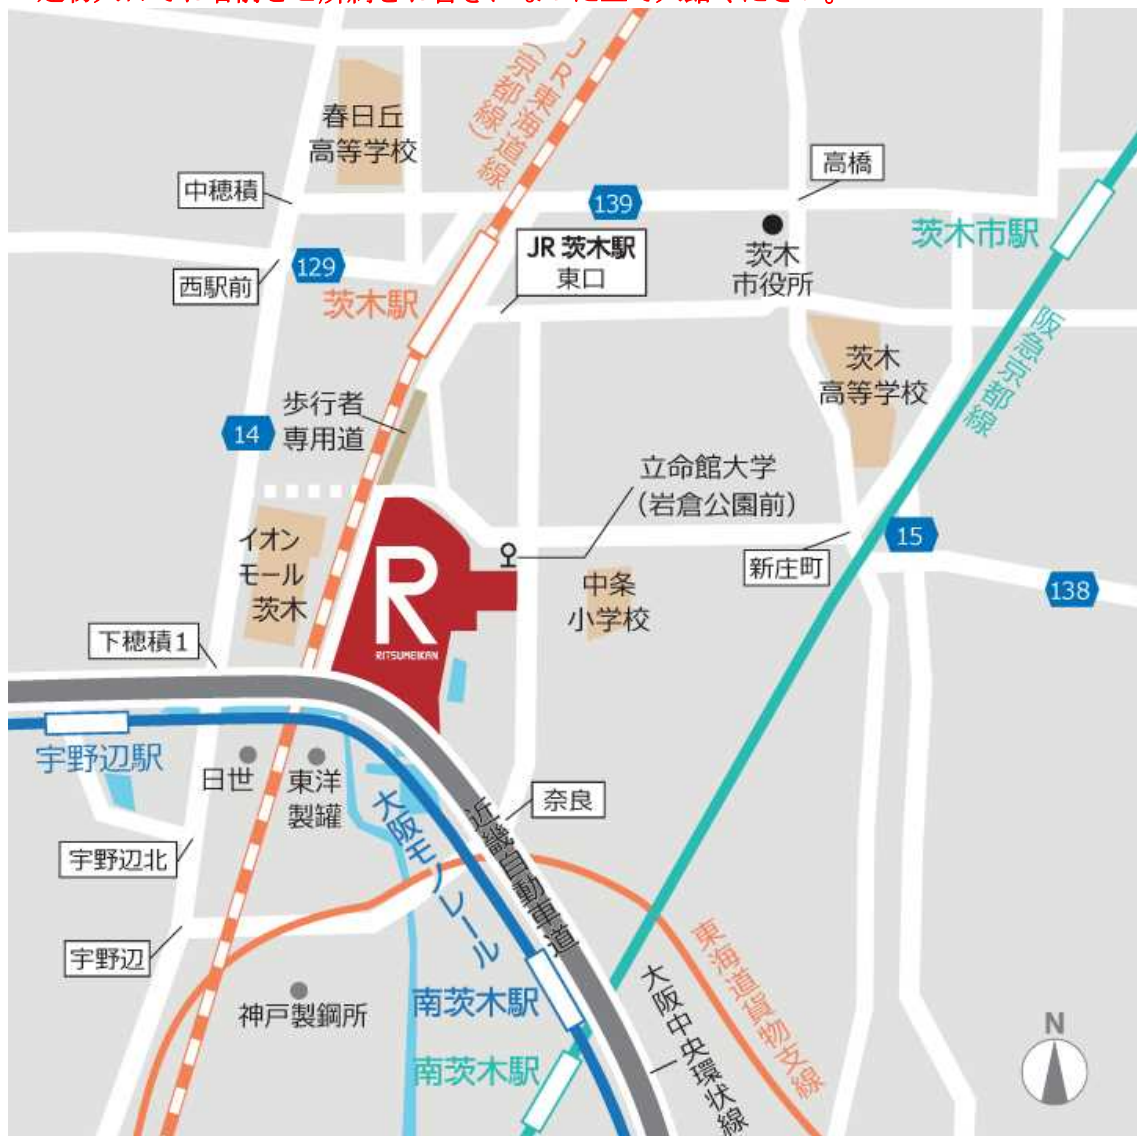 JR東海道線
(京都線)
春日丘
高等学校
中穂積
139
高橋
茨木市駅
茨木
市役所
JR 茨木駅
東口
129
西駅前
茨木駅
阪急京都線
茨木
高等学校
歩行者
専用道
14
立命館大学
(岩倉公園前)
15
イオン
モール
茨木
R
RITSUMEIKAN
新庄町
中条
小学校
138
下穂積1
宇野辺駅
日世
東洋
製罐
大阪モノレール
近畿自動車道
奈良
宇野辺北
宇野辺
神戸製鋼所
南茨木駅
南茨木駅
大阪中央環状線
東海道貨物支線
N